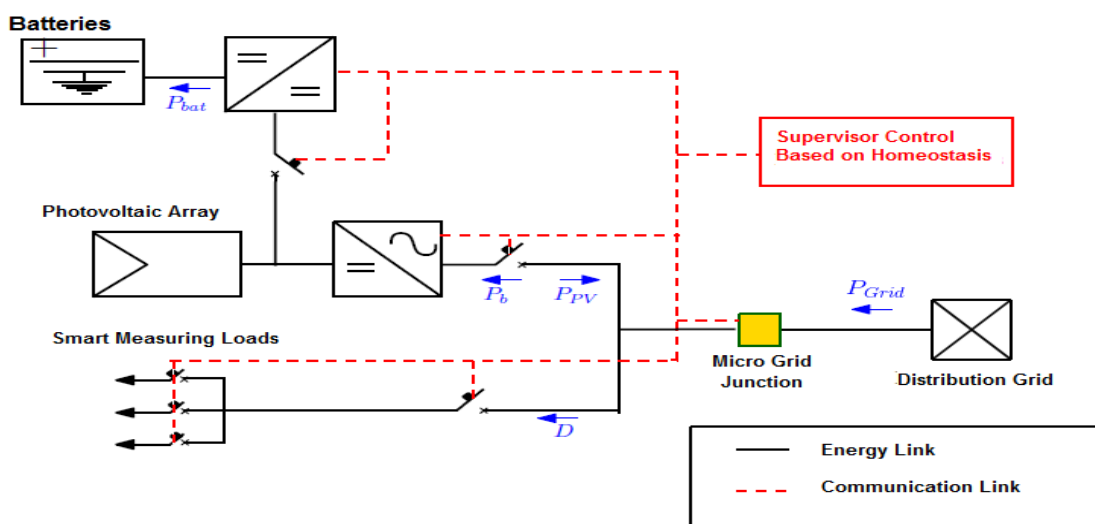 Batteries
P_bat
Supervisor Control
Based on Homeostasis
Photovoltaic Array
P_b
P_PV
P_Grid
Smart Measuring Loads
Micro Grid
Junction
Distribution Grid
D
Energy Link
Communication Link